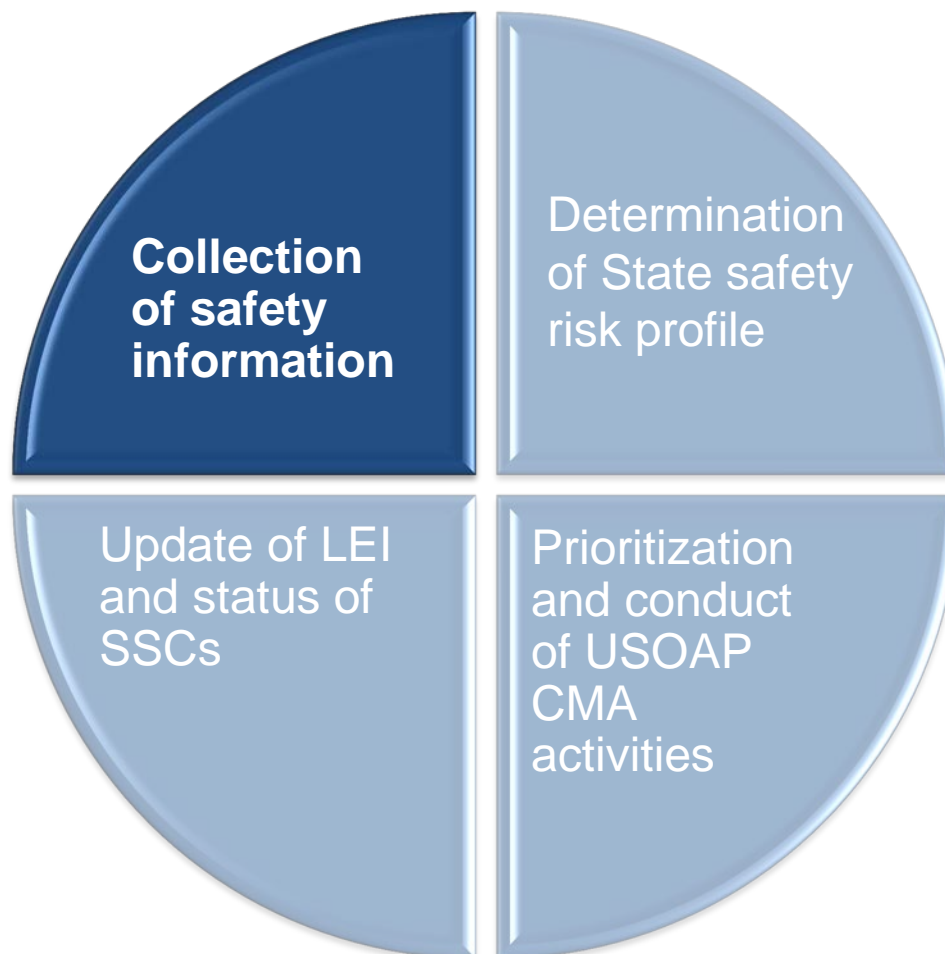 Collection
of safety
information
Determination
of State safety
risk profile
Update of LEI
and status of
SSCs
Prioritization
and conduct
of USOAP
CMA
activities